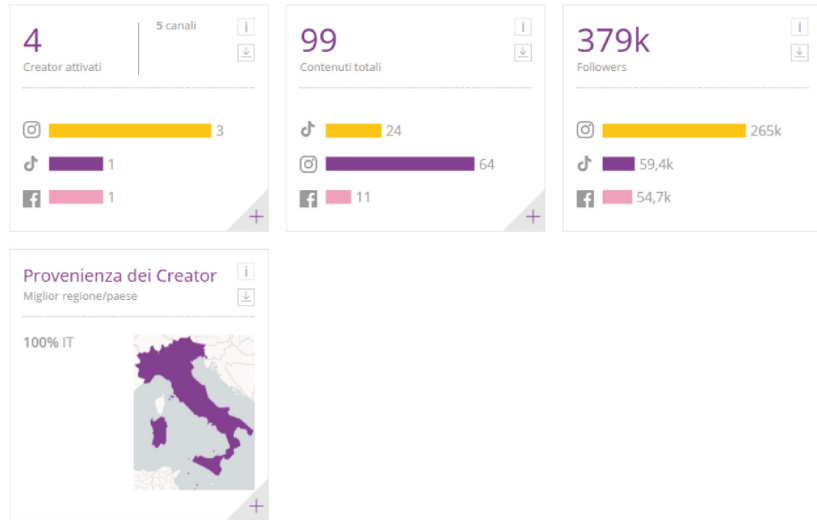 4
Creator attivati
5 canali
i
3
1
1
+
99
Contenuti totali
i
24
64
11
+
379k
Followers
i
265k
59,4k
54,7k
Provenienza dei Creator
Miglior regione/paese
i
100% IT
+